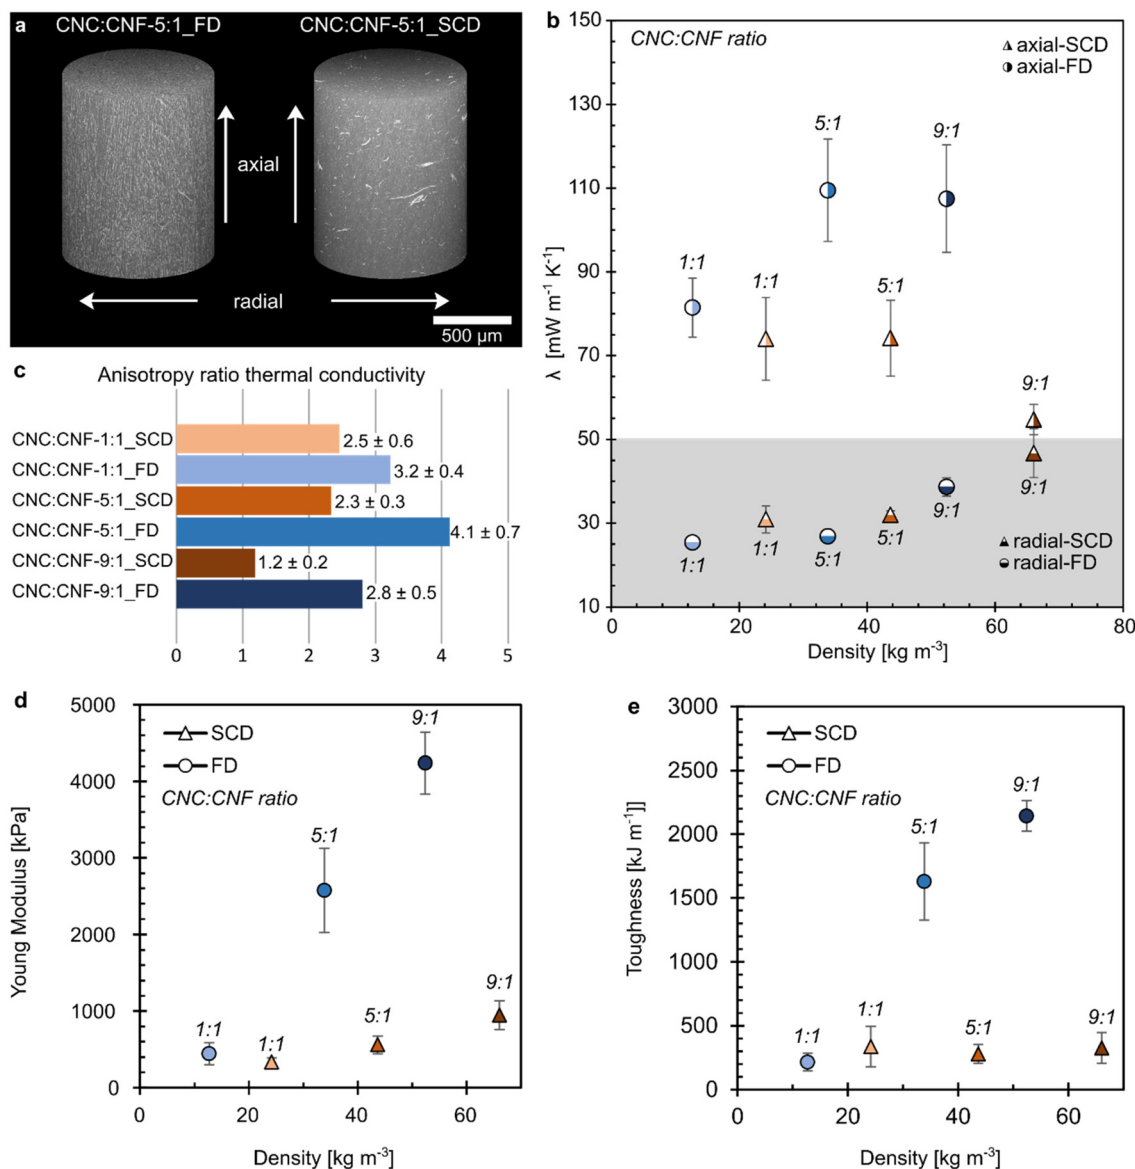 a
CNC:CNF-5:1_FD
CNC:CNF-5:1_SCD
axial
radial
500 µm
b
150
130
110
90
70
50
30
10
λ [mW m⁻¹ K⁻¹]
CNC:CNF ratio
axial-SCD
axial-FD
5:1
9:1
1:1
1:1
5:1
9:1
9:1
9:1
1:1
1:1
5:1
5:1
radial-SCD
radial-FD
0
20
40
60
80
Density [kg m⁻³]
c
Anisotropy ratio thermal conductivity
CNC:CNF-1:1_SCD
2.5 ± 0.6
CNC:CNF-1:1_FD
3.2 ± 0.4
CNC:CNF-5:1_SCD
2.3 ± 0.3
CNC:CNF-5:1_FD
4.1 ± 0.7
CNC:CNF-9:1_SCD
1.2 ± 0.2
CNC:CNF-9:1_FD
2.8 ± 0.5
0
1
2
3
4
5
d
5000
4000
3000
2000
1000
0
Young Modulus [kPa]
SCD
FD
CNC:CNF ratio
9:1
5:1
9:1
1:1
1:1
5:1
0
20
40
60
Density [kg m⁻³]
e
3000
2500
2000
1500
1000
500
0
Toughness [kJ m⁻¹]]
SCD
FD
CNC:CNF ratio
9:1
5:1
1:1
1:1
5:1
9:1
0
20
40
60
Density [kg m⁻³]